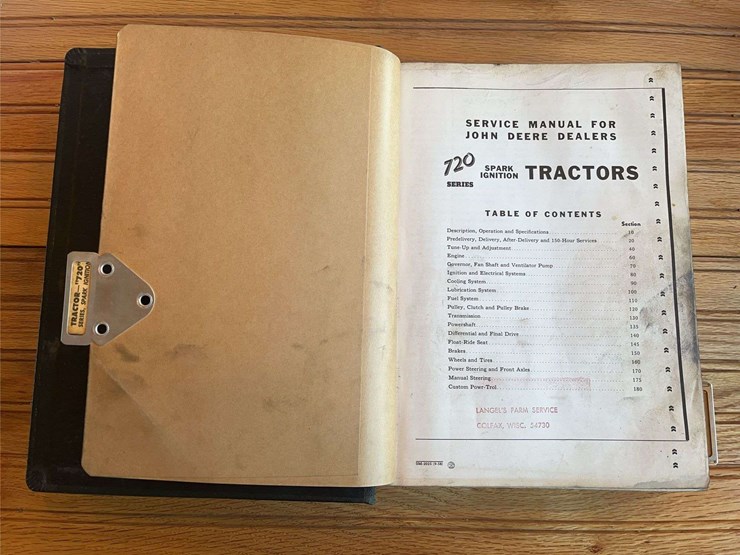 TRACTOR "720"
SERIES, SPARK IGNITION
SERVICE MANUAL FOR
JOHN DEERE DEALERS
720 SERIES SPARK IGNITION TRACTORS
TABLE OF CONTENTS
Section
Description, Operation and Specifications 10
Predelivery, Delivery, After-Delivery and 150-Hour Services 20
Tune-Up and Adjustment 40
Engine 60
Governor, Fan Shaft and Ventilator Pump 70
Ignition and Electrical Systems 80
Cooling System 90
Lubrication System 100
Fuel System 110
Pulley, Clutch and Pulley Brake 120
Transmission 130
Powershaft 135
Differential and Final Drive 140
Float-Ride Seat 145
Brakes 150
Wheels and Tires 160
Power Steering and Front Axles 170
Manual Steering 175
Custom Powr-Trol 180
LANGEL'S FARM SERVICE
COLFAX, WISC. 54730